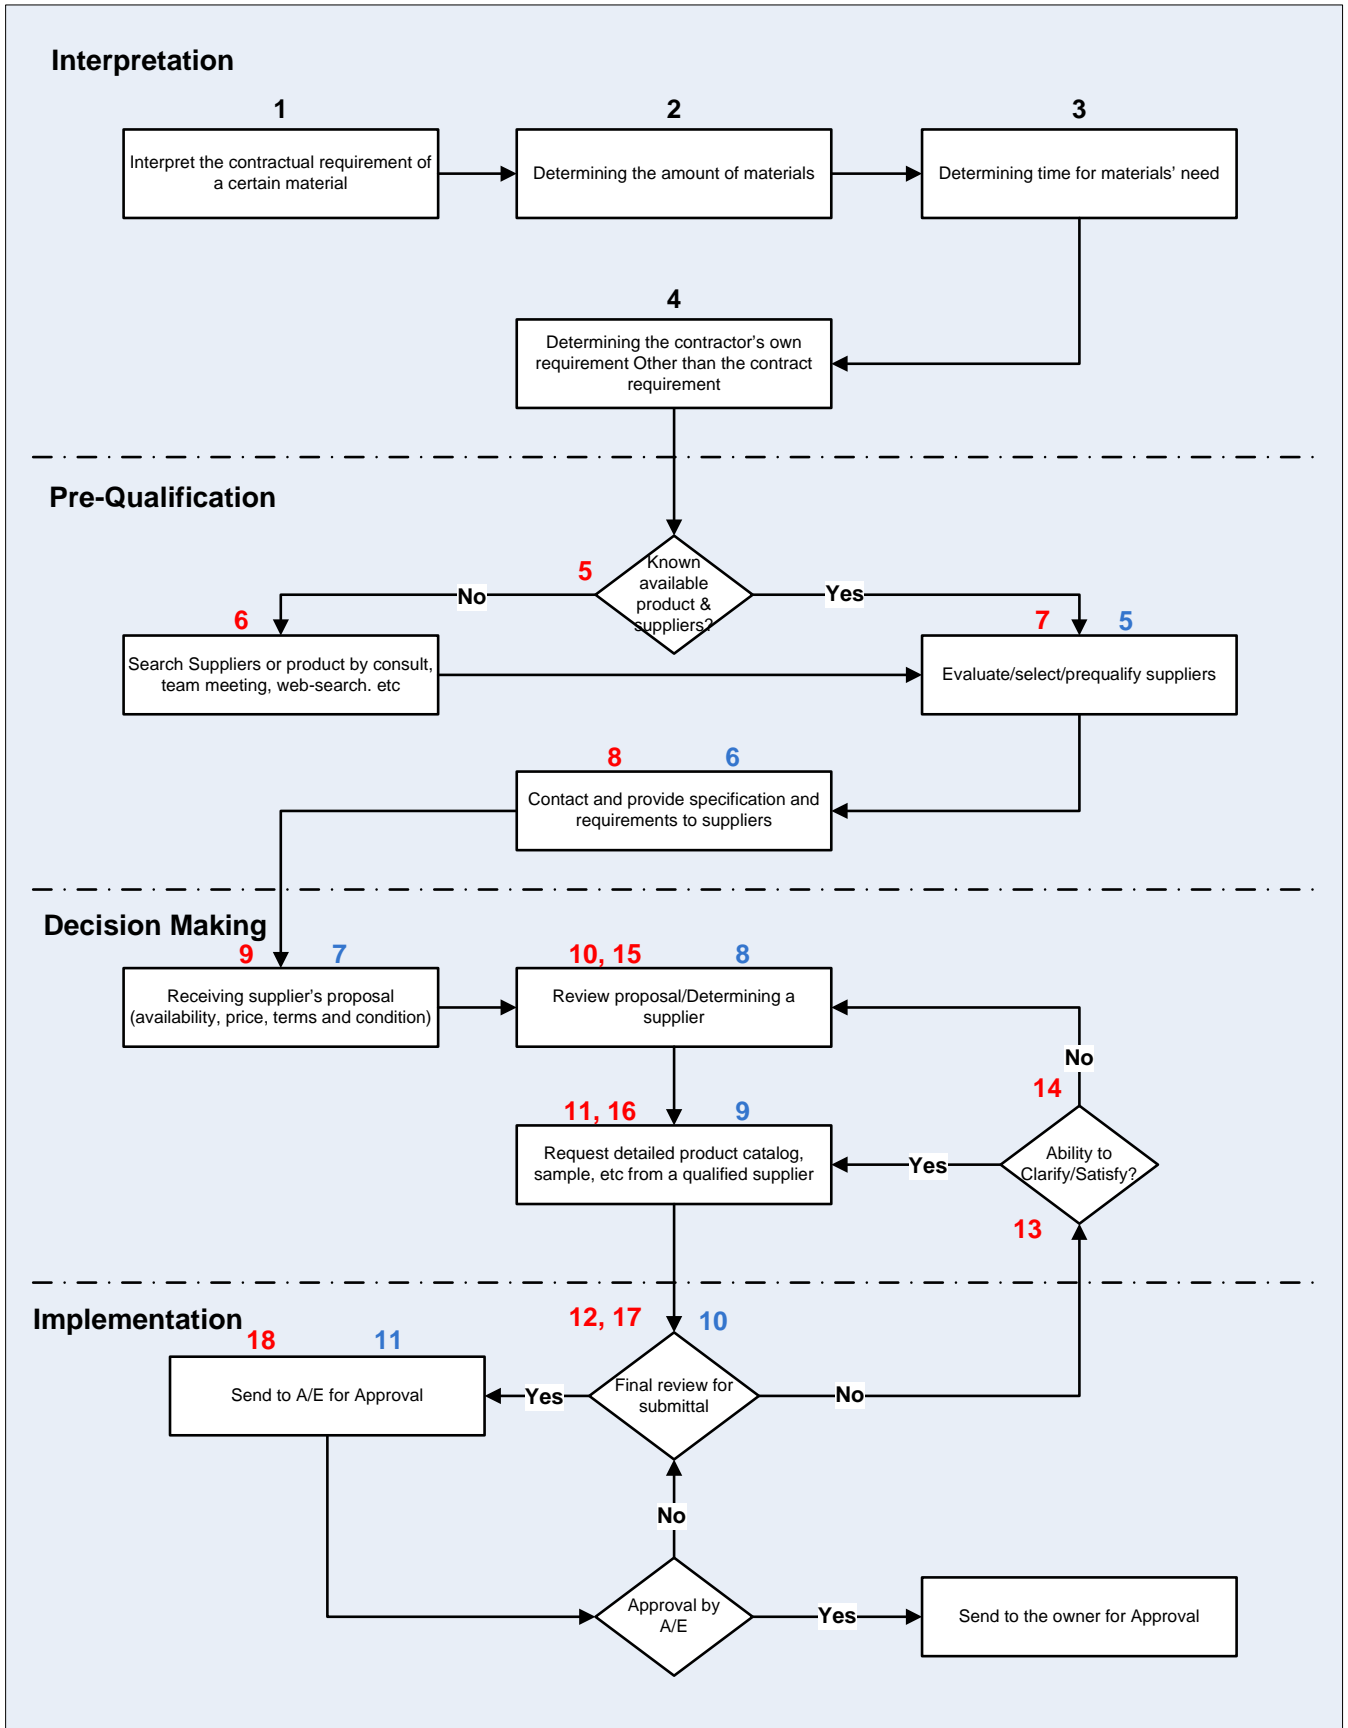 Interpretation
1
2
3
Interpret the contractual requirement of
a certain material
Determining the amount of materials
Determining time for materials' need
4
Determining the contractor's own
requirement Other than the contract
requirement
Pre-Qualification
5
Known
available
product &
suppliers?
No
Yes
6
7
5
Search Suppliers or product by consult,
team meeting, web-search. etc
Evaluate/select/prequalify suppliers
8
6
Contact and provide specification and
requirements to suppliers
Decision Making
9
7
10, 15
8
Receiving supplier's proposal
(availability, price, terms and condition)
Review proposal/Determining a
supplier
No
14
11, 16
9
Request detailed product catalog,
sample, etc from a qualified supplier
Yes
Ability to
Clarify/Satisfy?
13
Implementation
12, 17
10
18
11
Send to A/E for Approval
Yes
Final review for
submittal
No
No
Approval by
A/E
Yes
Send to the owner for Approval